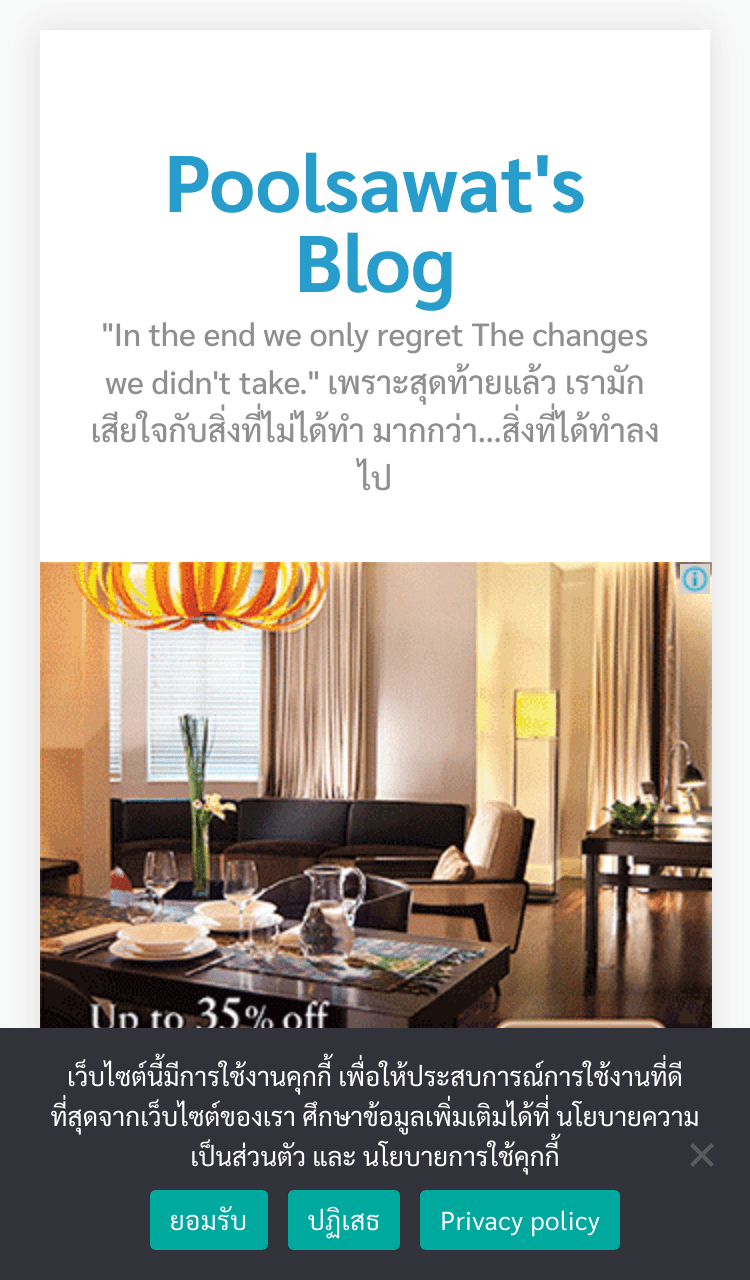 Poolsawat's
Blog
"In the end we only regret The changes
we didn't take." เพราะสุดท้ายแล้ว เรามัก
เสียใจกับสิ่งที่ไม่ได้ทำ มากกว่า...สิ่งที่ได้ทำลง
ไป
Up to 35% off
เว็บไซต์นี้มีการใช้งานคุกกี้ เพื่อให้ประสบการณ์การใช้งานที่ดี
ที่สุดจากเว็บไซต์ของเรา ศึกษาข้อมูลเพิ่มเติมได้ที่ นโยบายความ
เป็นส่วนตัว และ นโยบายการใช้คุกกี้
ยอมรับ ปฏิเสธ Privacy policy